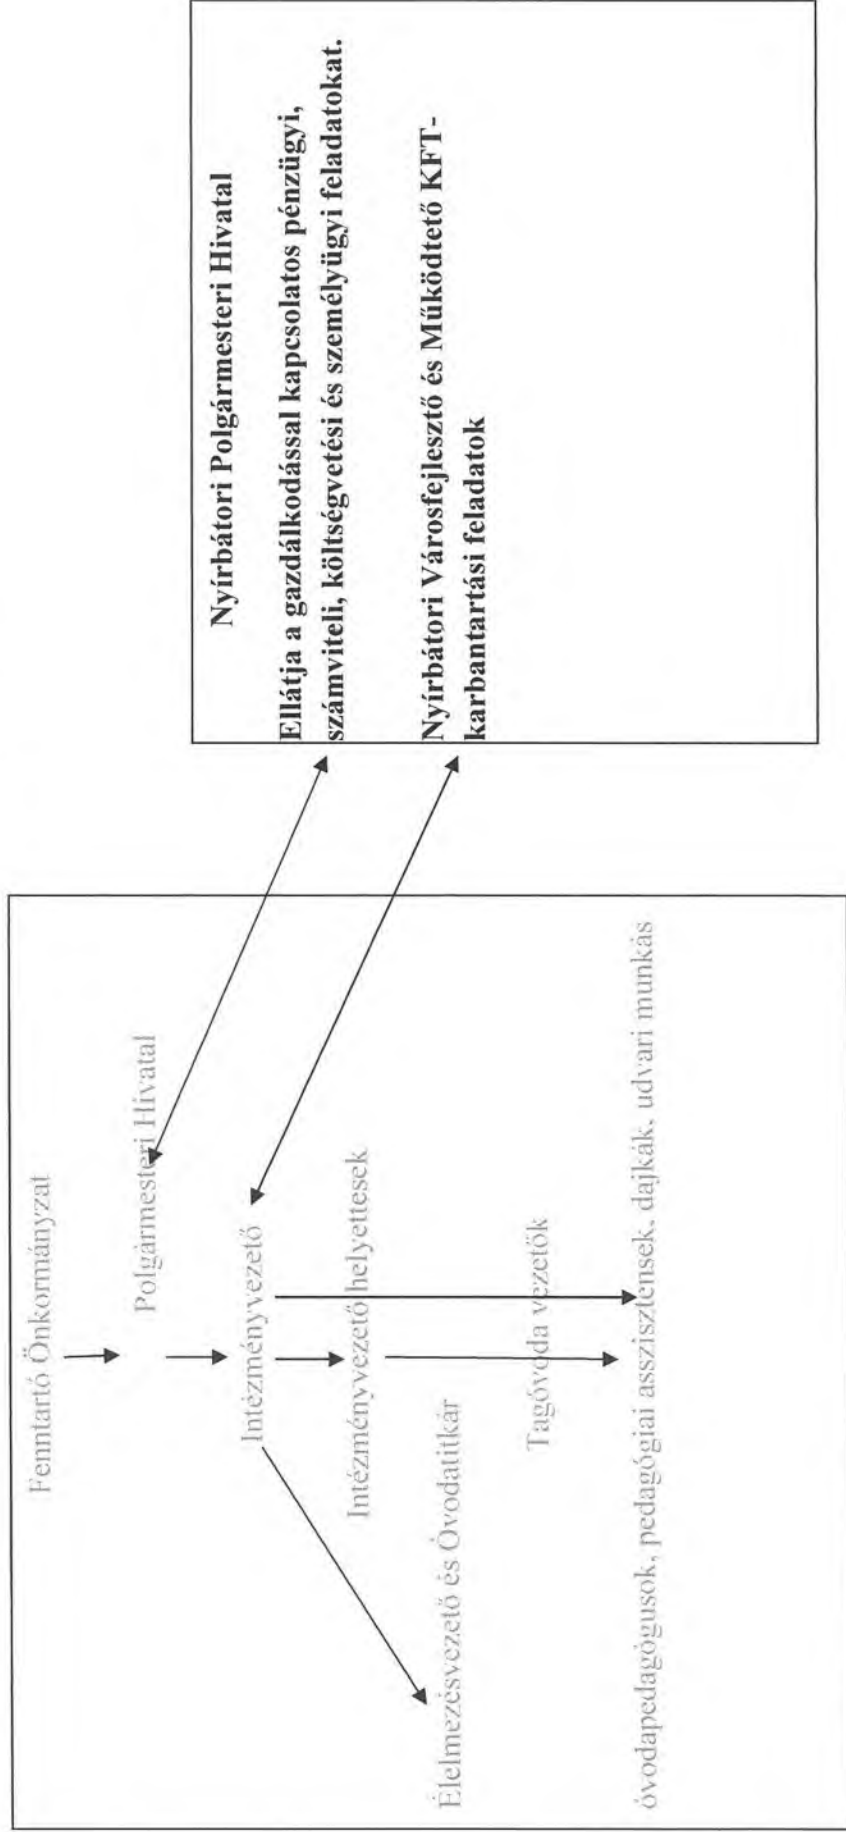 Fenntartó Önkormányzat
Polgármesteri Hivatal
Intézményvezető
Intézményvezető helyettesek
Élelmezésvezető és Óvodatitkár
Tagóvoda vezetők
óvodapedagógusok, pedagógiai asszisztensek, dajkák, udvari munkás
Nyírbátori Polgármesteri Hivatal
Ellátja a gazdálkodással kapcsolatos pénzügyi,
számviteli, költségvetési és személyügyi feladatokat.
Nyírbátori Városfejlesztő és Működtető KFT-
karbantartási feladatok